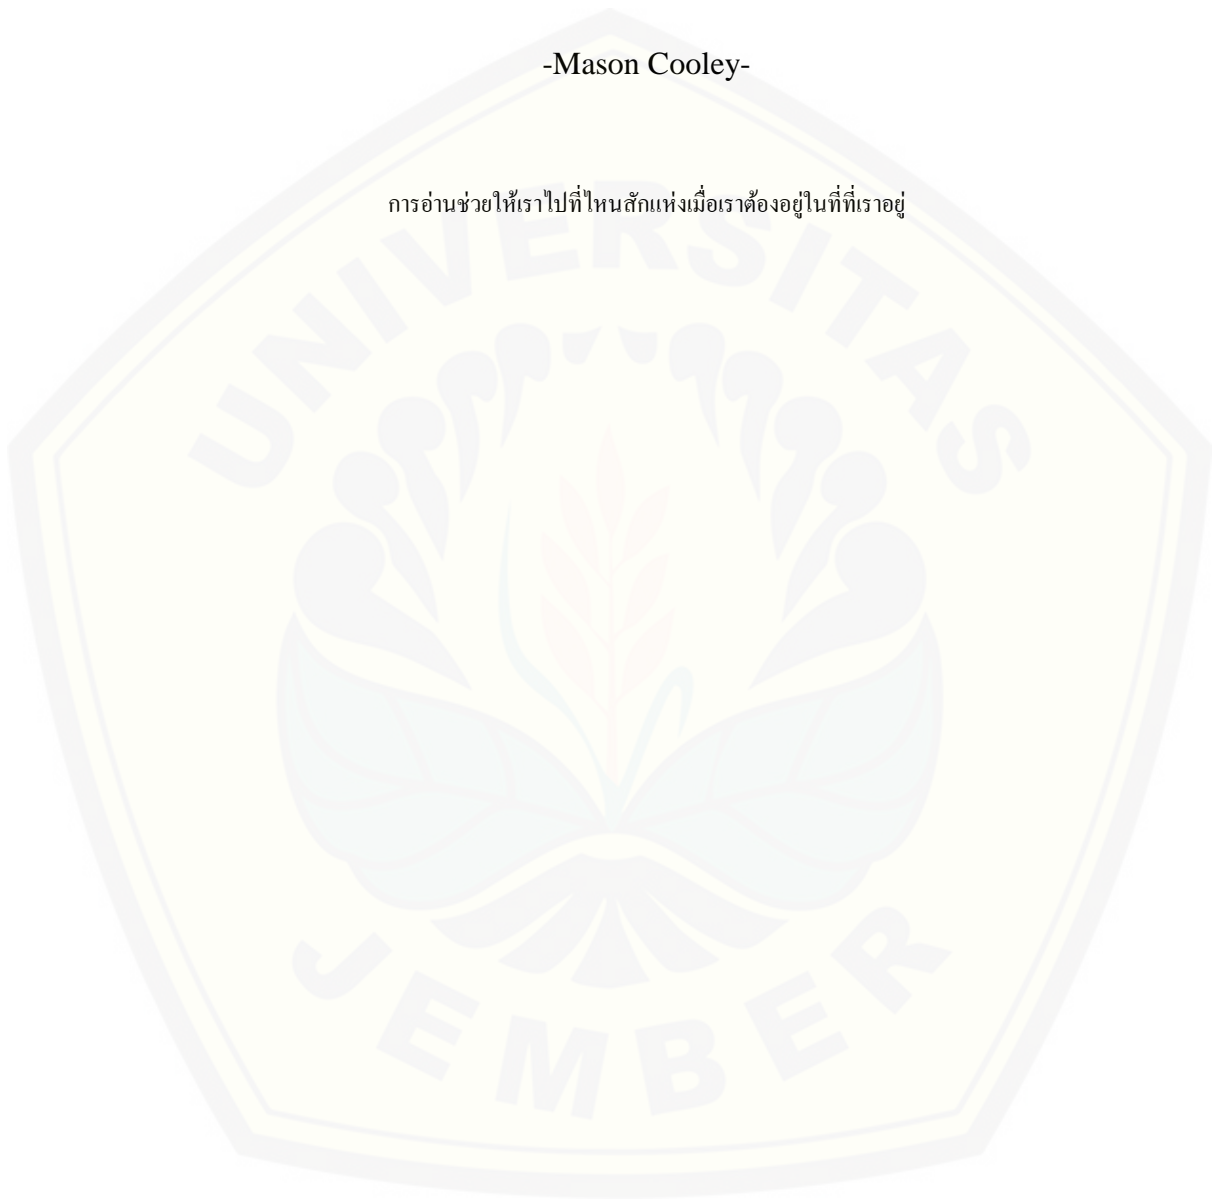 -Mason Cooley-
การอ่านช่วยให้เราไปที่ไหนสักแห่งเมื่อเราต้องอยู่ในที่ที่เราอยู่
UNIVERSITAS
JEMBER